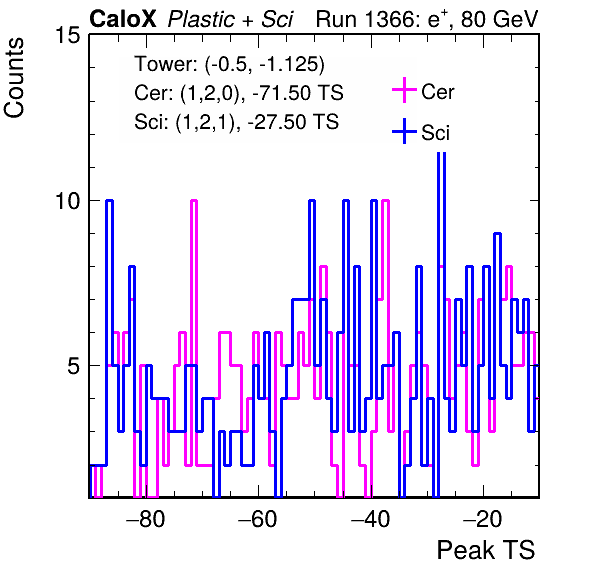 CaloX Plastic + Sci Run 1366: e⁺, 80 GeV
Counts
Tower: (-0.5, -1.125)
Cer: (1,2,0), -71.50 TS
Sci: (1,2,1), -27.50 TS
Cer
Sci
15
10
5
−80 −60 −40 −20
Peak TS